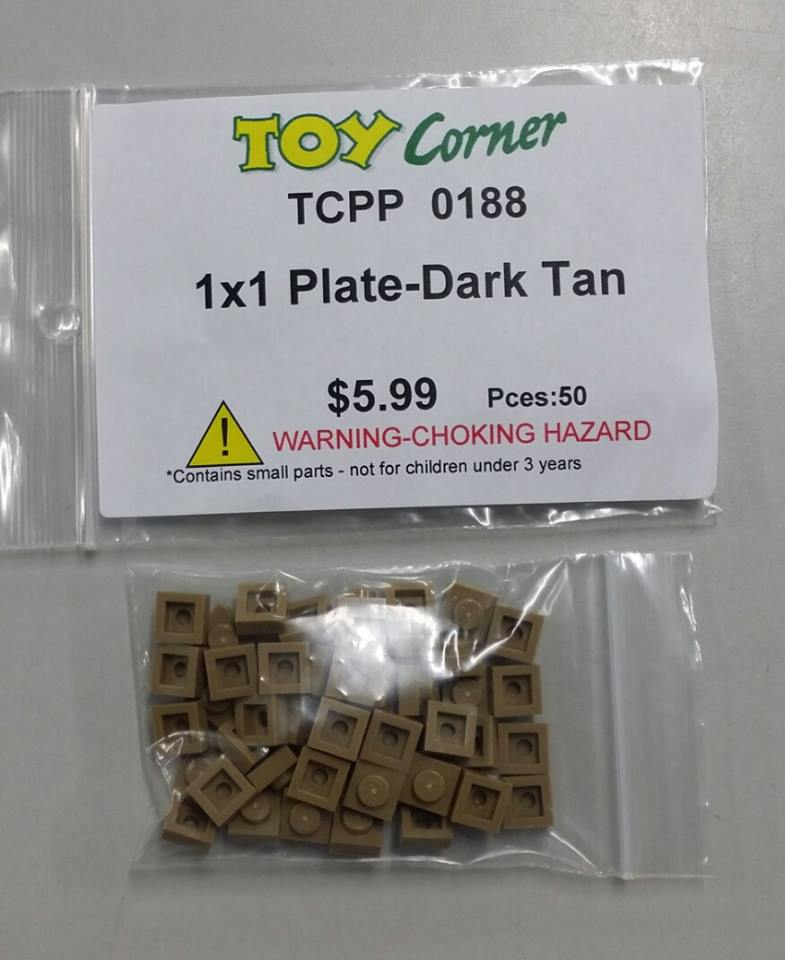 TOY Corner
TCPP 0188
1x1 Plate-Dark Tan
$5.99 Pces:50
! WARNING-CHOKING HAZARD
*Contains small parts - not for children under 3 years